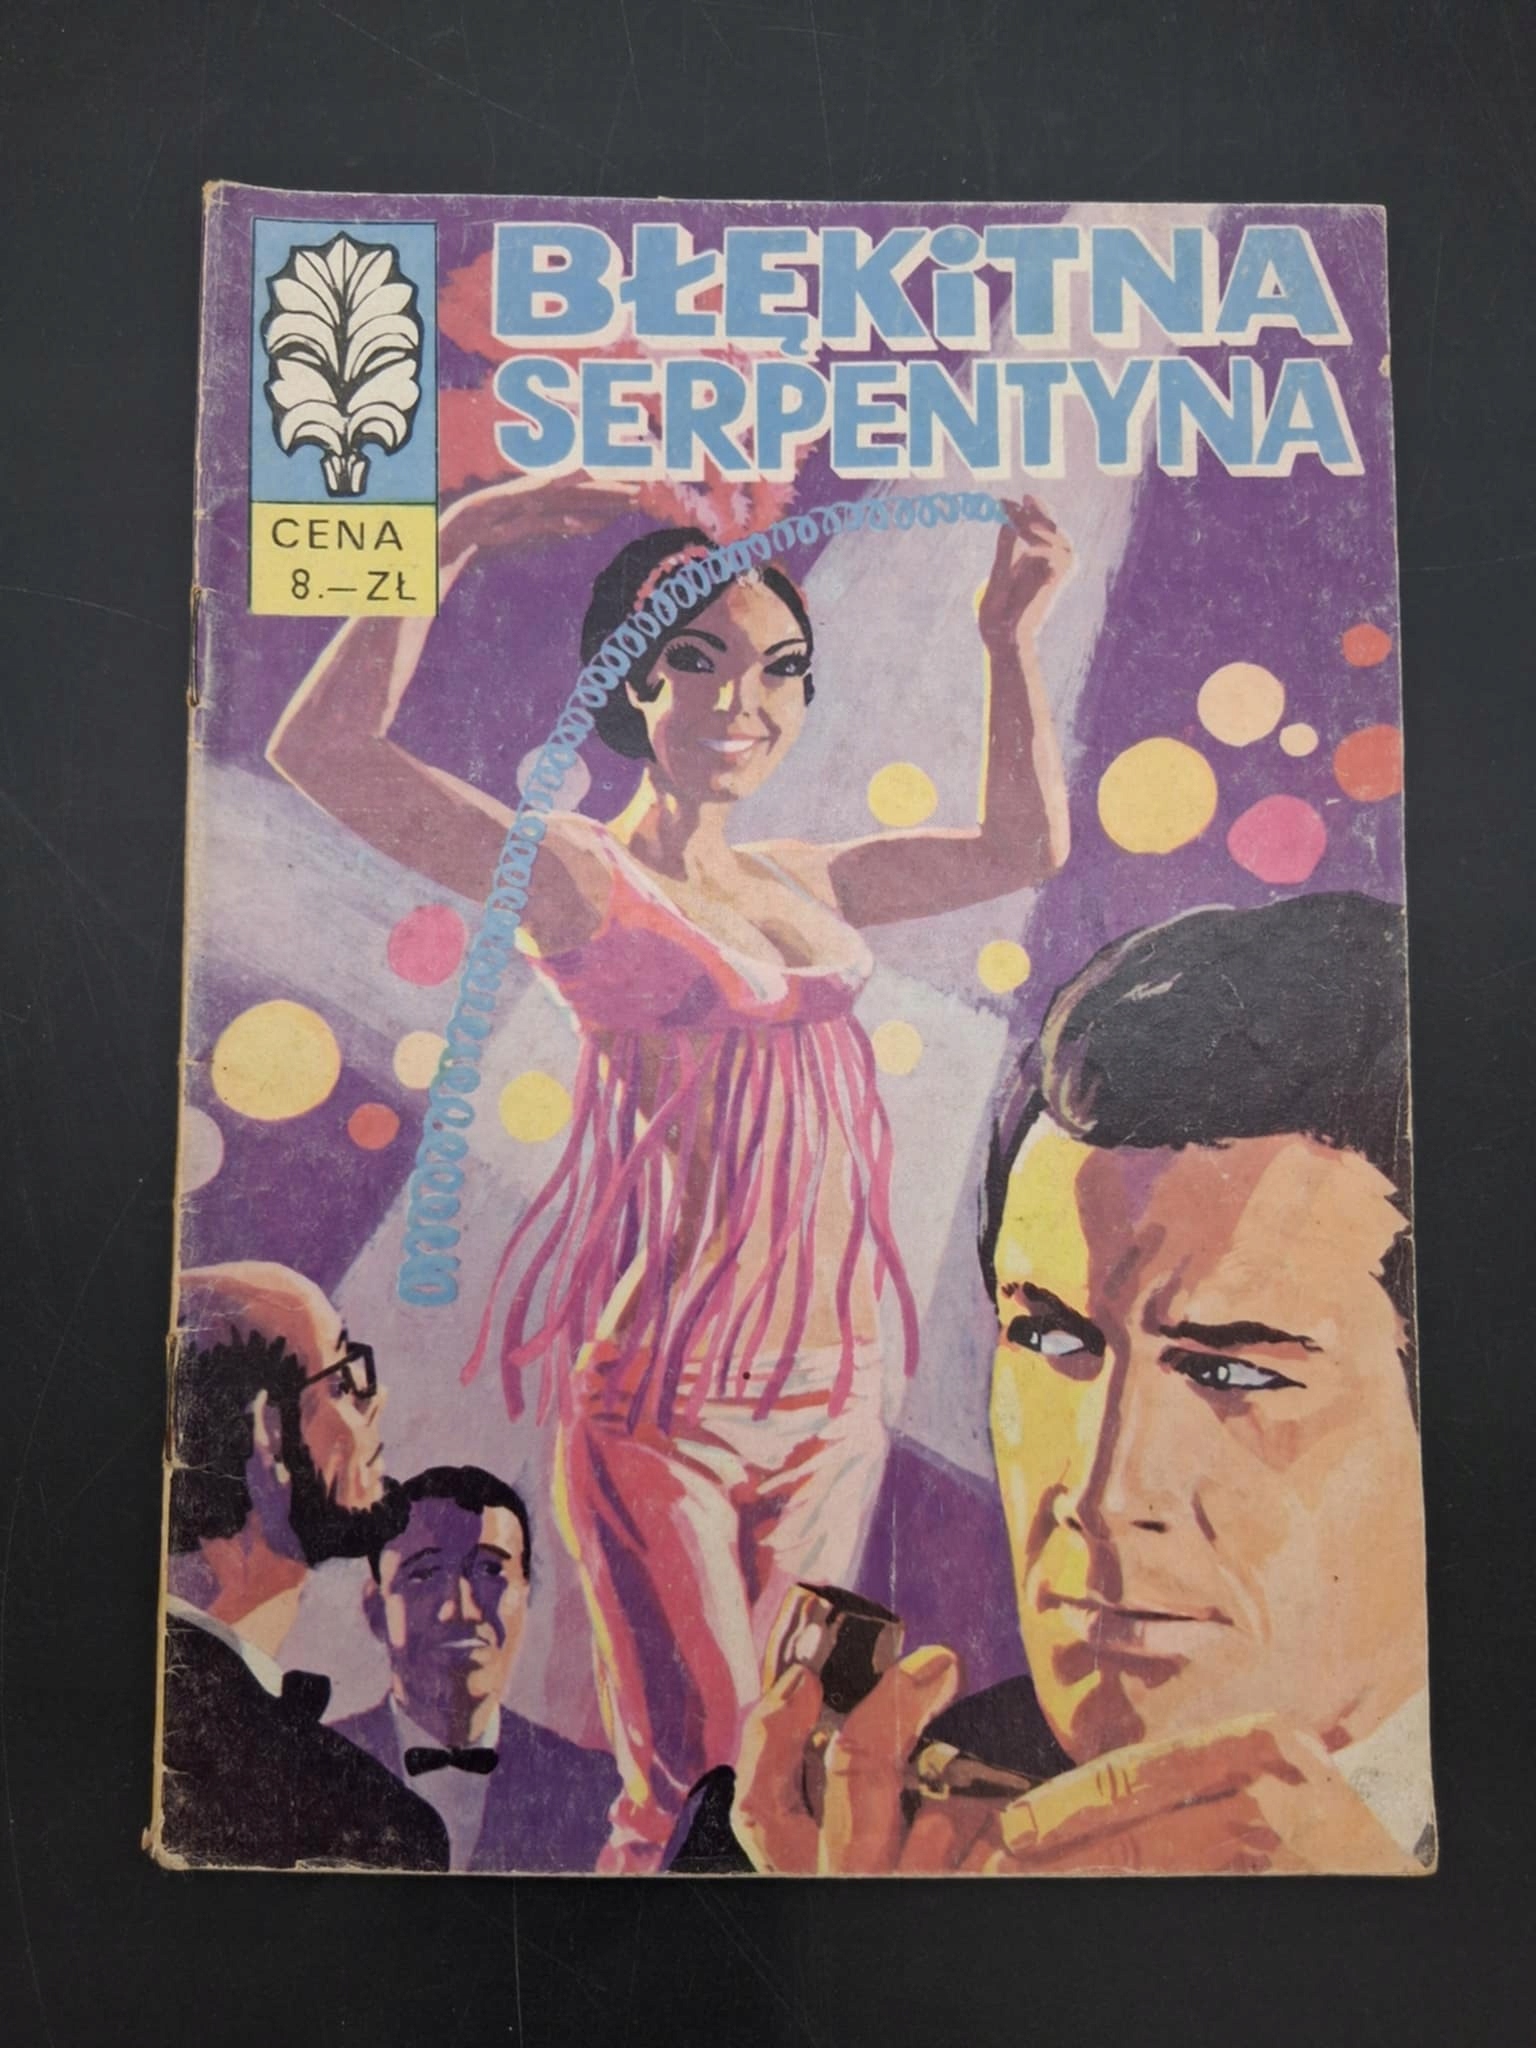 BŁĘKiTNA
SERPENTYNA
CENA
8.—ZŁ